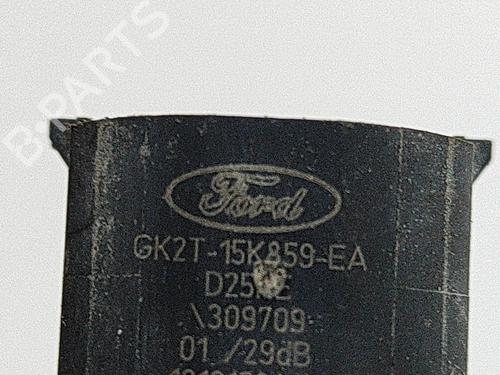 B-PARTS
Ford
GK2T-15K859-EA
\309709
01 /29dB